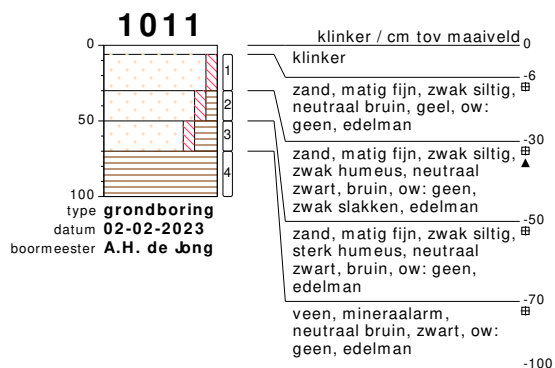 1011
klinker / cm tov maaiveld
0
0
klinker
-6
1
zand, matig fijn, zwak siltig,
neutraal bruin, geel, ow:
geen, edelman
2
-30
zand, matig fijn, zwak siltig,
zwak humeus, neutraal
zwart, bruin, ow: geen,
zwak slakken, edelman
50
3
-50
zand, matig fijn, zwak siltig,
sterk humeus, neutraal
zwart, bruin, ow: geen,
edelman
4
-70
veen, mineraalarm,
neutraal bruin, zwart, ow:
geen, edelman
100
-100
type grondboring
datum 02-02-2023
boormeester A.H. de Jong